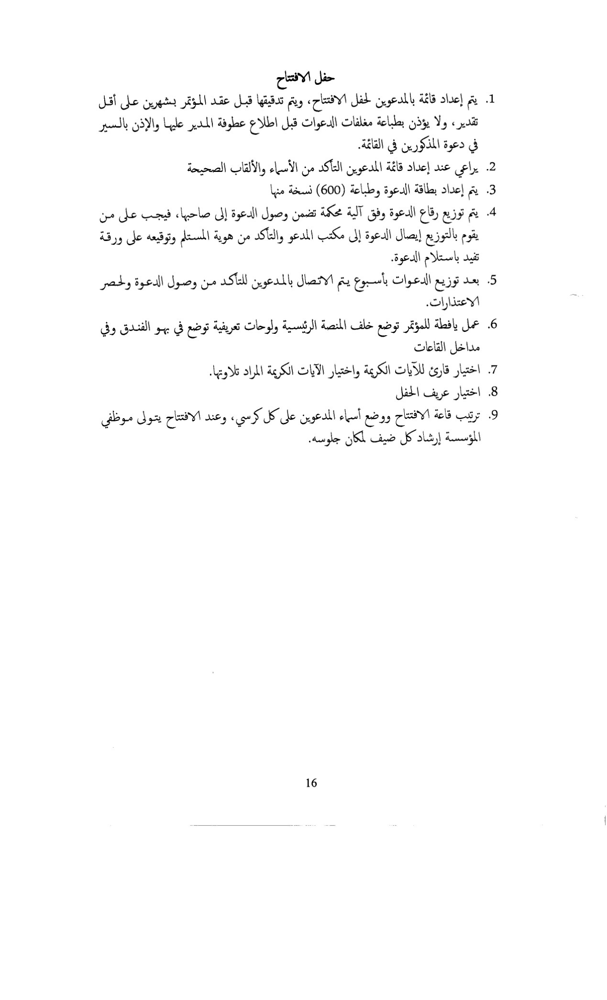 حفل الافتتاح
1. يتم إعداد قائمة بالمدعوين لحفل الافتتاح، ويتم تدقيقها قبل عقد المؤتمر بشهرين على أقل
تقدير، ولا يؤذن بطباعة مغلفات الدعوات قبل اطلاع عطوفة المدير عليها والإذن بالسير
في دعوة المذكورين في القائمة.
2. يراعي عند إعداد قائمة المدعوين التأكد من الأسماء والألقاب الصحيحة
3. يتم إعداد بطاقة الدعوة وطباعة (600) نسخة منها
4. يتم توزيع رقاع الدعوة وفق آلية محكمة تضمن وصول الدعوة إلى صاحبها، فيجب على من
يقوم بالتوزيع إيصال الدعوة إلى مكتب المدعو والتأكد من هوية المستلم وتوقيعه على ورقة
تفيد باستلام الدعوة.
5. بعد توزيع الدعوات بأسبوع يتم الاتصال بالمدعوين للتأكد من وصول الدعوة ولحصر
الاعتذارات.
6. عمل يافطة للمؤتمر توضع خلف المنصة الرئيسية ولوحات تعريفية توضع في بهو الفندق وفي
مداخل القاعات
7. اختيار قارئ للآيات الكريمة واختيار الآيات الكريمة المراد تلاوتها.
8. اختيار عريف الحفل
9. ترتيب قاعة الافتتاح ووضع أسماء المدعوين على كل كرسي، وعند الافتتاح يتولى موظفي
المؤسسة إرشاد كل ضيف لمكان جلوسه.
16